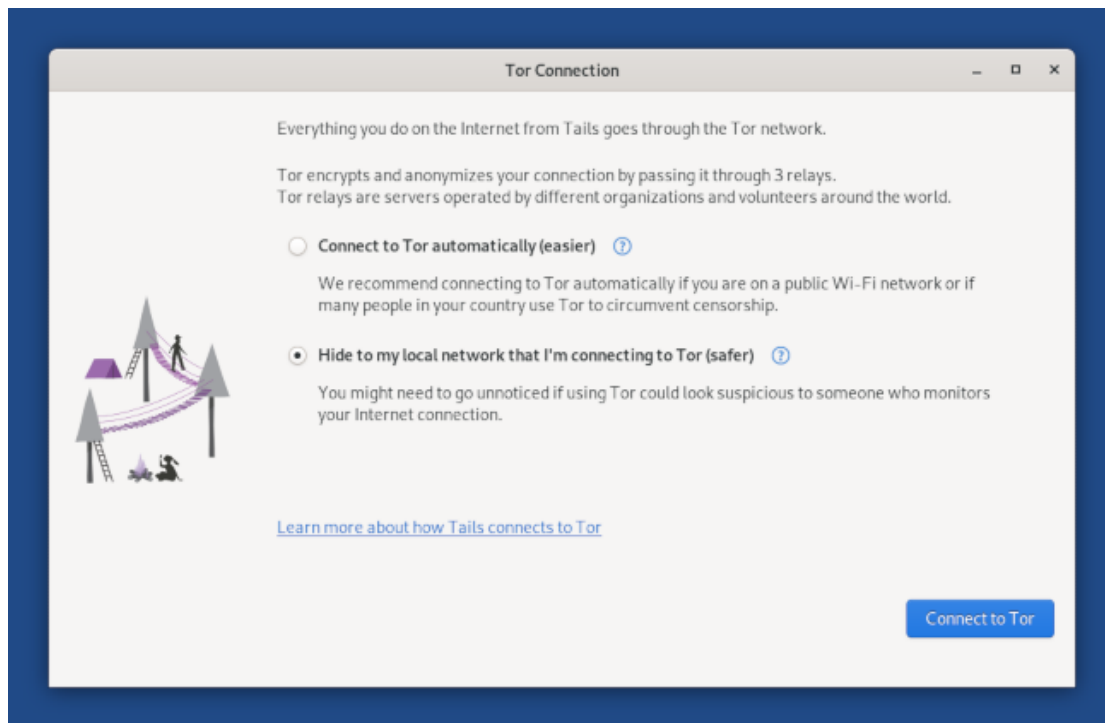 Tor Connection
Everything you do on the Internet from Tails goes through the Tor network.
Tor encrypts and anonymizes your connection by passing it through 3 relays.
Tor relays are servers operated by different organizations and volunteers around the world.
Connect to Tor automatically (easier) ?
We recommend connecting to Tor automatically if you are on a public Wi-Fi network or if
many people in your country use Tor to circumvent censorship.
Hide to my local network that I'm connecting to Tor (safer) ?
You might need to go unnoticed if using Tor could look suspicious to someone who monitors
your Internet connection.
Learn more about how Tails connects to Tor
Connect to Tor